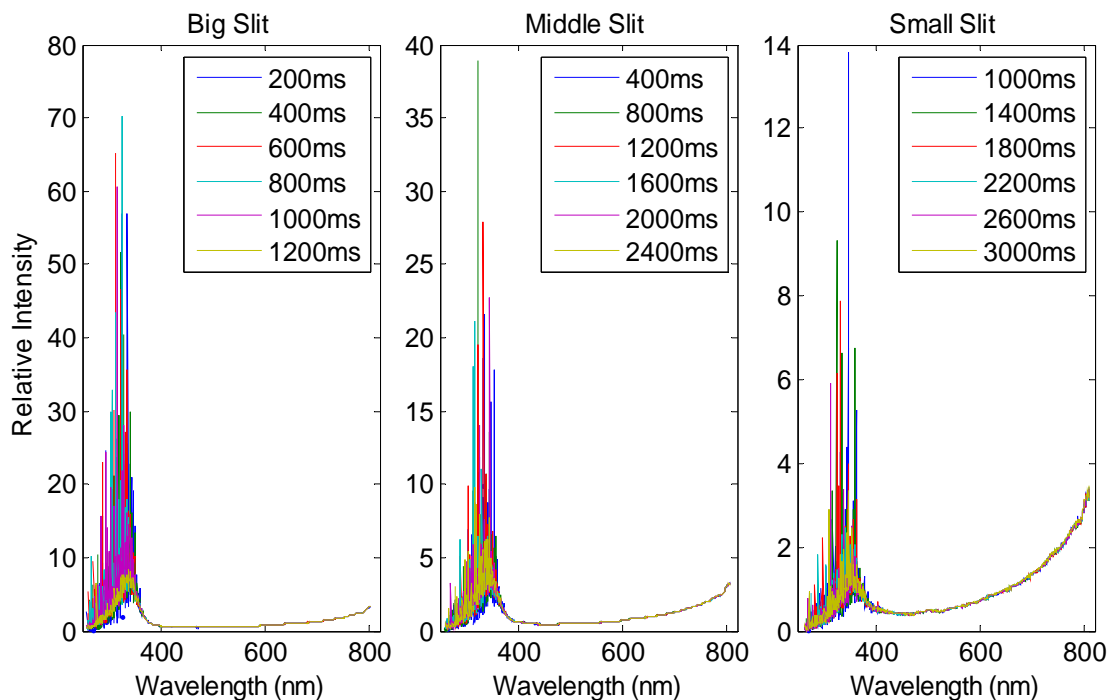 Big Slit
Middle Slit
Small Slit
Relative Intensity
80
70
60
50
40
30
20
10
0
200ms
400ms
600ms
800ms
1000ms
1200ms
400
600
800
Wavelength (nm)
40
35
30
25
20
15
10
5
0
400ms
800ms
1200ms
1600ms
2000ms
2400ms
400
600
800
Wavelength (nm)
14
12
10
8
6
4
2
0
1000ms
1400ms
1800ms
2200ms
2600ms
3000ms
400
600
800
Wavelength (nm)